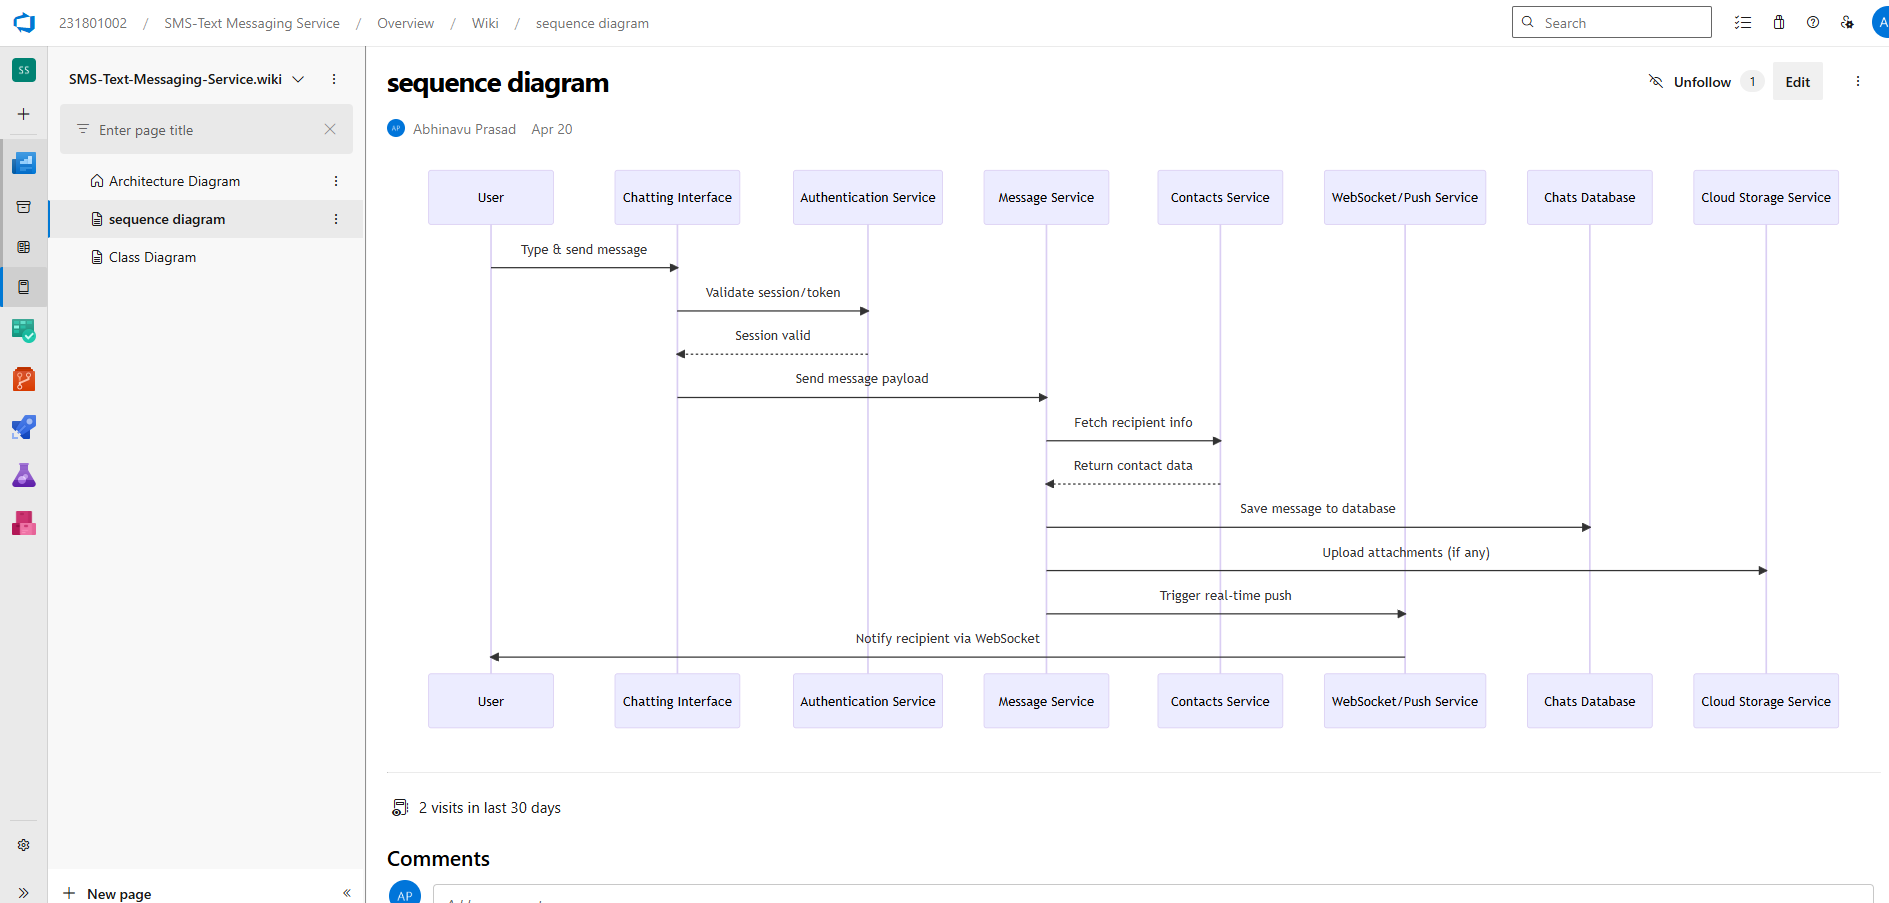 231801002 / SMS-Text Messaging Service / Overview / Wiki / sequence diagram
Search
A
SS
SMS-Text-Messaging-Service.wiki
Enter page title
Architecture Diagram
sequence diagram
Class Diagram
New page
sequence diagram
Unfollow 1 Edit
AP Abhinavu Prasad Apr 20
User Chatting Interface Authentication Service Message Service Contacts Service WebSocket/Push Service Chats Database Cloud Storage Service
Type & send message
Validate session/token
Session valid
Send message payload
Fetch recipient info
Return contact data
Save message to database
Upload attachments (if any)
Trigger real-time push
Notify recipient via WebSocket
User Chatting Interface Authentication Service Message Service Contacts Service WebSocket/Push Service Chats Database Cloud Storage Service
2 visits in last 30 days
Comments
AP